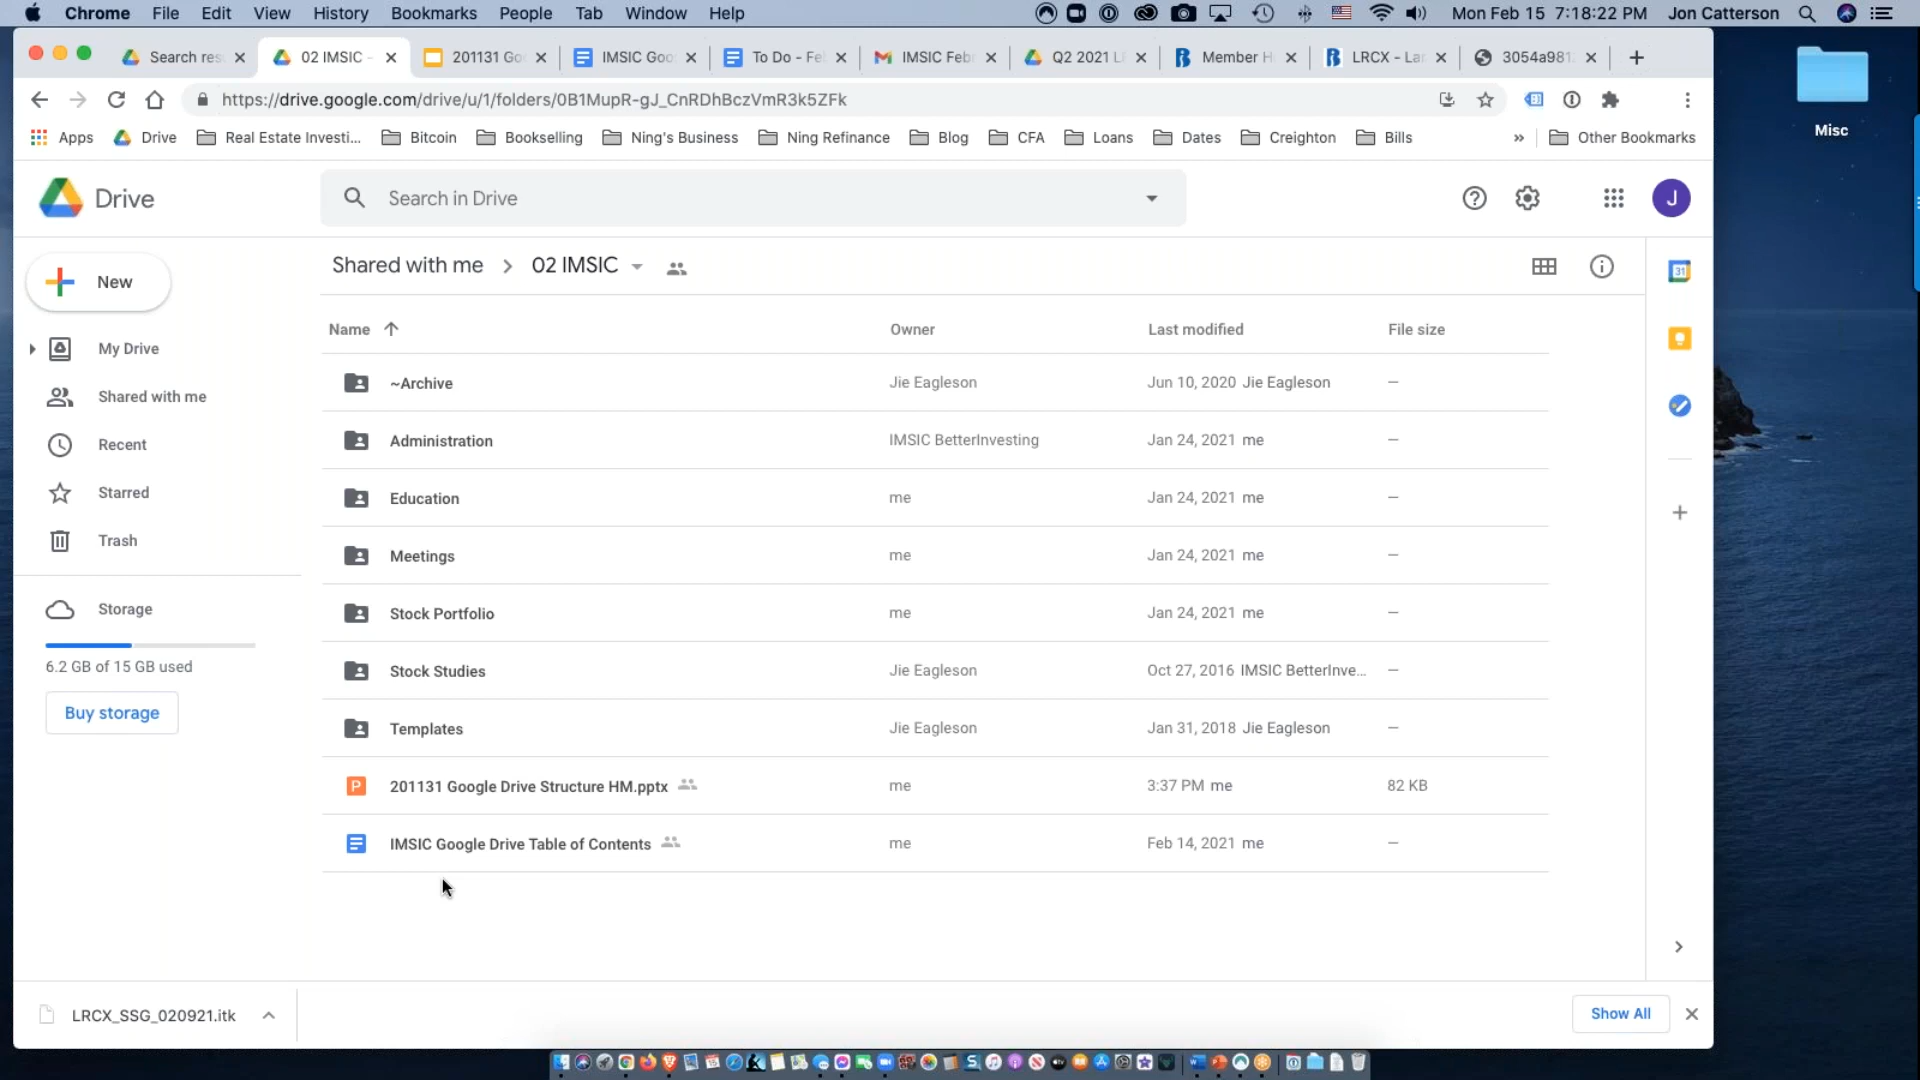 Chrome File Edit View History Bookmarks People Tab Window Help Mon Feb 15 7:18:22 PM Jon Catterson
Search res 02 IMSIC - 201131 Go IMSIC Goo To Do - Fe IMSIC Feb Q2 2021 L Member H LRCX - La 3054a981
https://drive.google.com/drive/u/1/folders/0B1MupR-gJ_CnRDhBczVmR3k5ZFk
Apps Drive Real Estate Investi... Bitcoin Bookselling Ning's Business Ning Refinance Blog CFA Loans Dates Creighton Bills » Other Bookmarks
Misc
Drive Search in Drive J
New
Shared with me > 02 IMSIC
Name Owner Last modified File size
My Drive
Shared with me
Recent
Starred
Trash
Storage
6.2 GB of 15 GB used
Buy storage
~Archive Jie Eagleson Jun 10, 2020 Jie Eagleson —
Administration IMSIC BetterInvesting Jan 24, 2021 me —
Education me Jan 24, 2021 me —
Meetings me Jan 24, 2021 me —
Stock Portfolio me Jan 24, 2021 me —
Stock Studies Jie Eagleson Oct 27, 2016 IMSIC BetterInve... —
Templates Jie Eagleson Jan 31, 2018 Jie Eagleson —
P 201131 Google Drive Structure HM.pptx me 3:37 PM me 82 KB
IMSIC Google Drive Table of Contents me Feb 14, 2021 me —
31
LRCX_SSG_020921.itk Show All